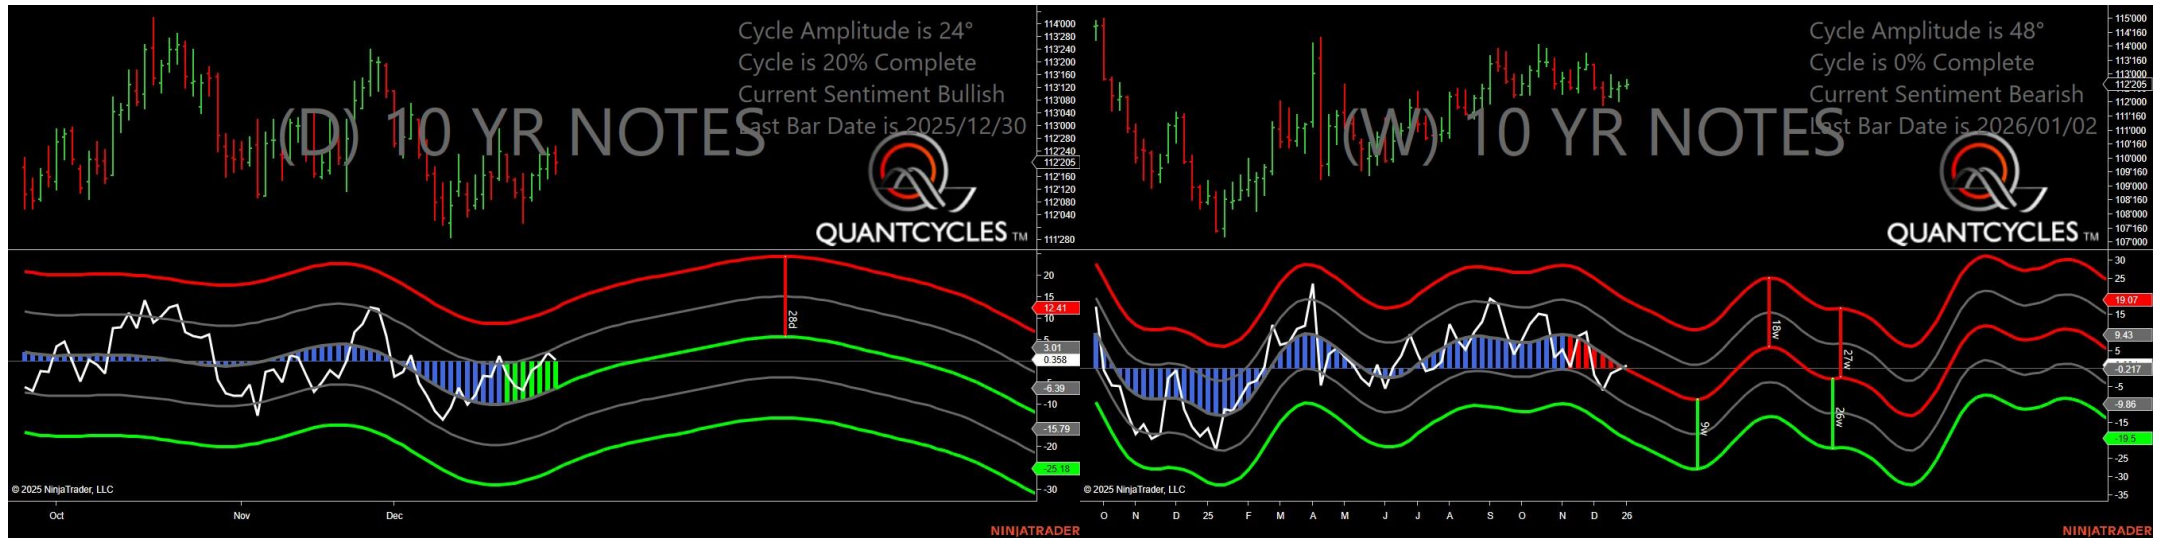 Cycle Amplitude is 24°
Cycle is 20% Complete
Current Sentiment Bullish
Last Bar Date is 2025/12/30
(D) 10 YR NOTES
QUANTCYCLES TM
114'000
113'280
113'240
113'200
113'160
113'120
113'080
113'040
113'000
112'280
112'240
112'205
112'160
112'120
112'080
112'040
111'280
20
15
12.41
10
5
3.01
0.358
-6.39
-10
-15.79
-20
-25.18
-30
28d
© 2025 NinjaTrader, LLC
Oct
Nov
Dec
NINJATRADER
Cycle Amplitude is 48°
Cycle is 0% Complete
Current Sentiment Bearish
Last Bar Date is 2026/01/02
(W) 10 YR NOTES
QUANTCYCLES TM
115'000
114'160
114'000
113'160
113'000
112'205
112'000
111'160
111'000
110'160
110'000
109'160
109'000
108'160
108'000
107'160
107'000
30
25
19.07
15
9.43
5
-0.217
-5
-9.86
-15
-19.5
-25
-30
-35
18w
27w
9w
26w
© 2025 NinjaTrader, LLC
O N D 25 F M A M J J A S O N D 26
NINJATRADER